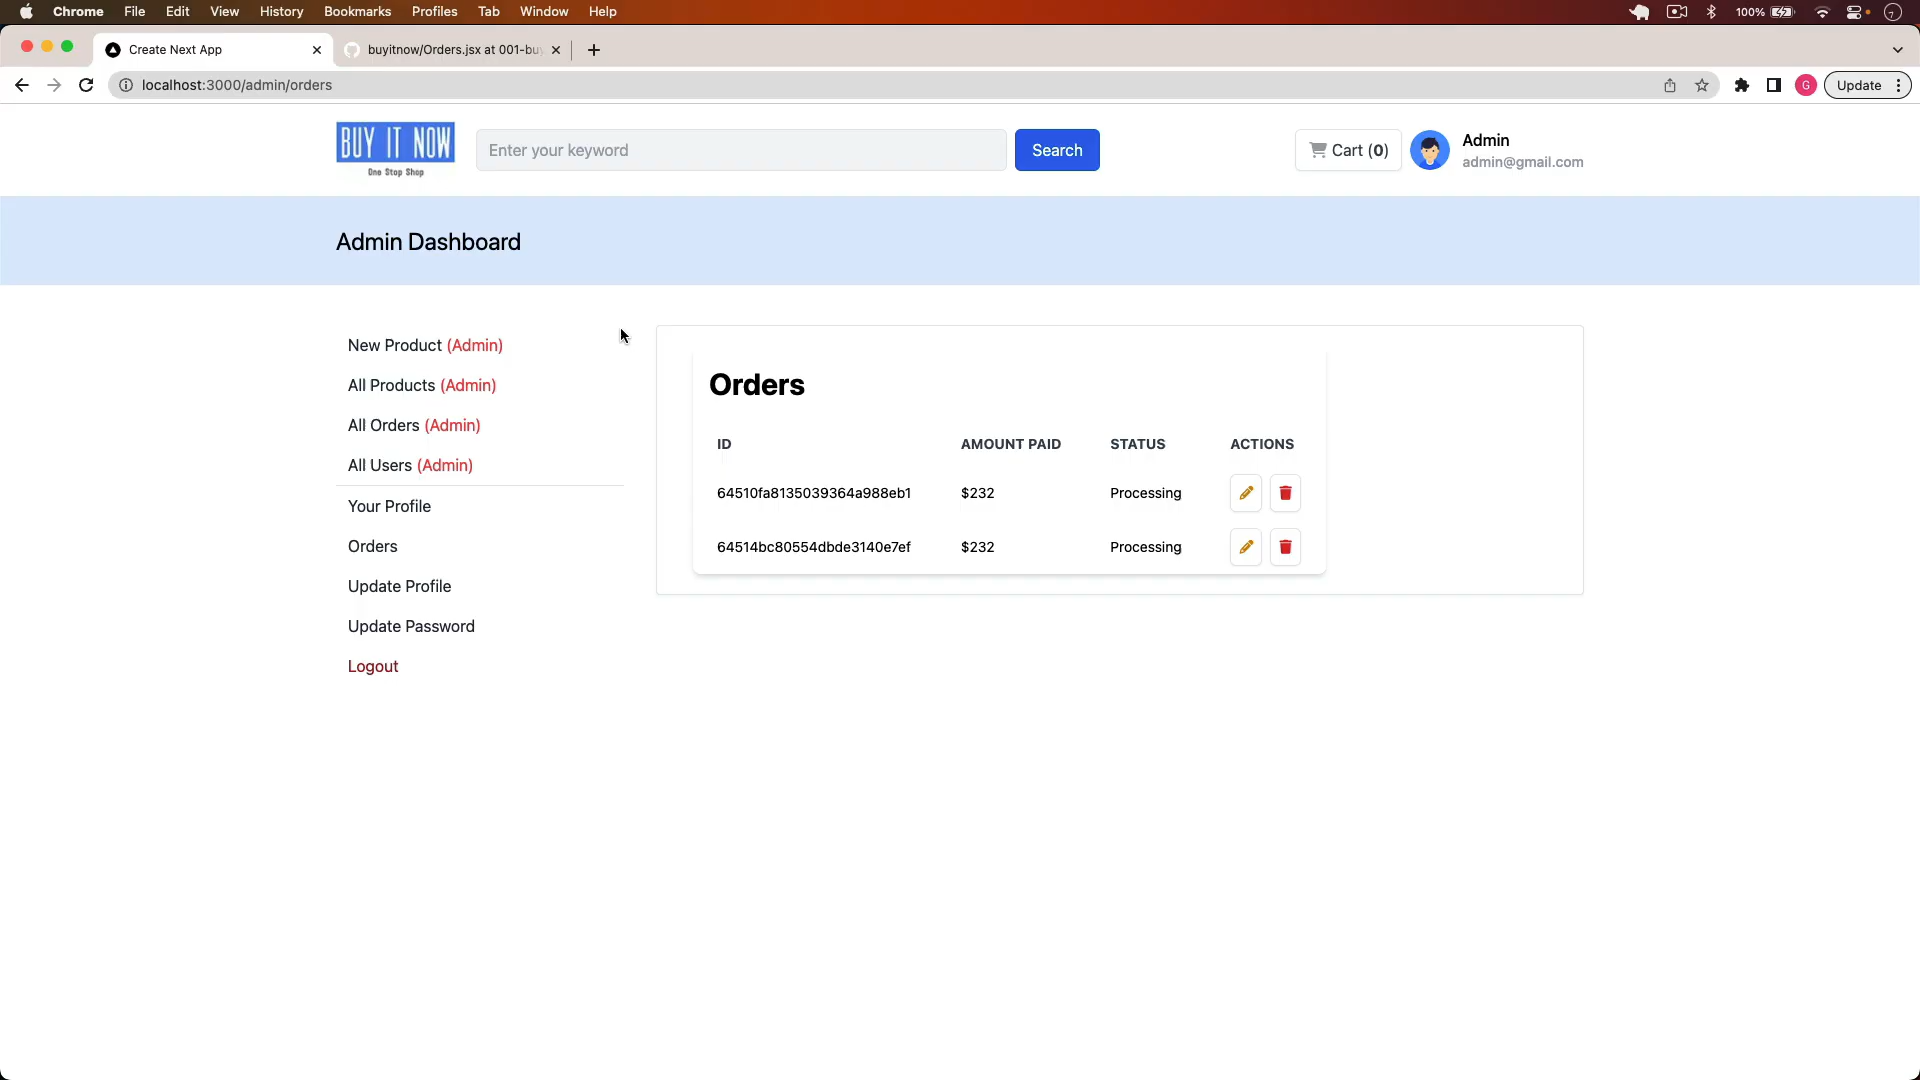 Chrome File Edit View History Bookmarks Profiles Tab Window Help 100%
Create Next App buyitnow/Orders.jsx at 001-buy
localhost:3000/admin/orders G Update
BUY IT NOW
One Stop Shop
Enter your keyword Search Cart (0) Admin
admin@gmail.com
Admin Dashboard
New Product (Admin)
All Products (Admin)
All Orders (Admin)
All Users (Admin)
Your Profile
Orders
Update Profile
Update Password
Logout
Orders
ID AMOUNT PAID STATUS ACTIONS
64510fa8135039364a988eb1 $232 Processing
64514bc80554dbde3140e7ef $232 Processing